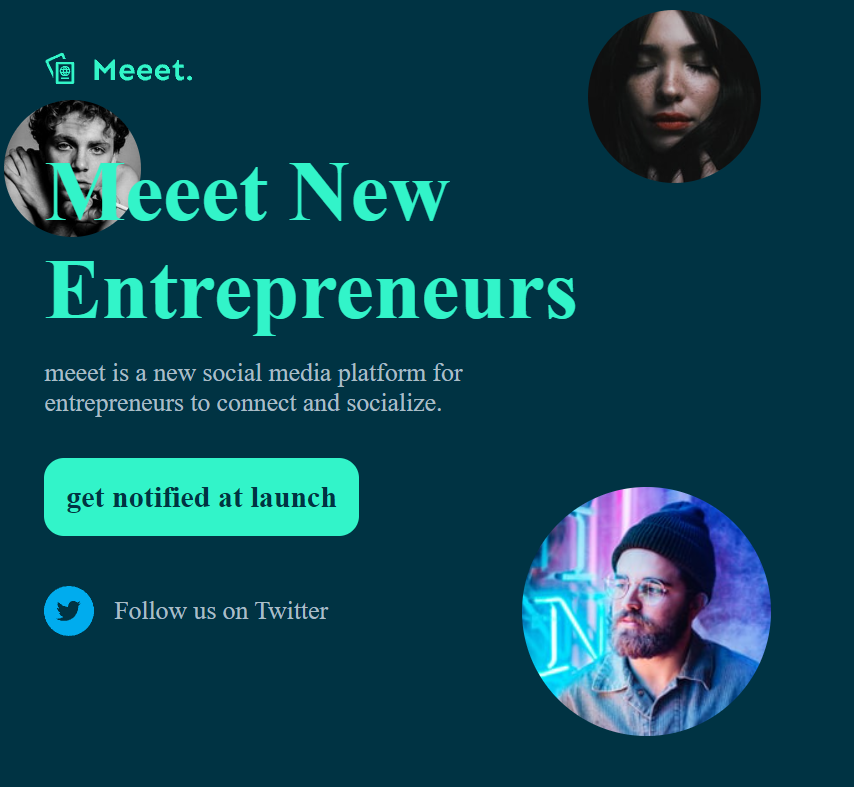 Meeet.
Meeet New
Entrepreneurs
meeet is a new social media platform for
entrepreneurs to connect and socialize.
get notified at launch
Follow us on Twitter